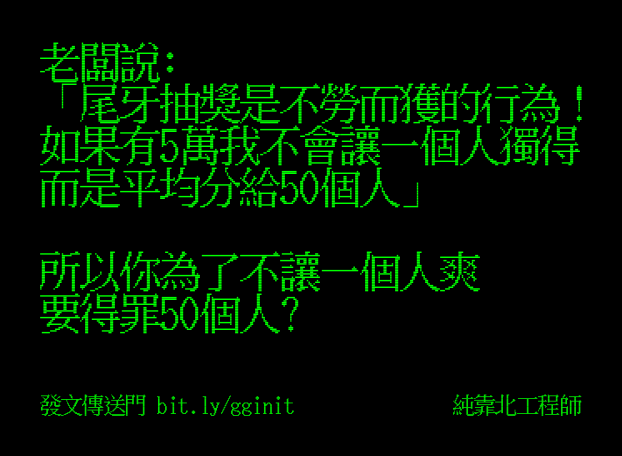 老闆說:
「尾牙抽獎是不勞而獲的行為!
如果有5萬我不會讓一個人獨得
而是平均分給50個人」
所以你為了不讓一個人爽
要得罪50個人?
發文傳送門 bit.ly/gginit
純靠北工程師